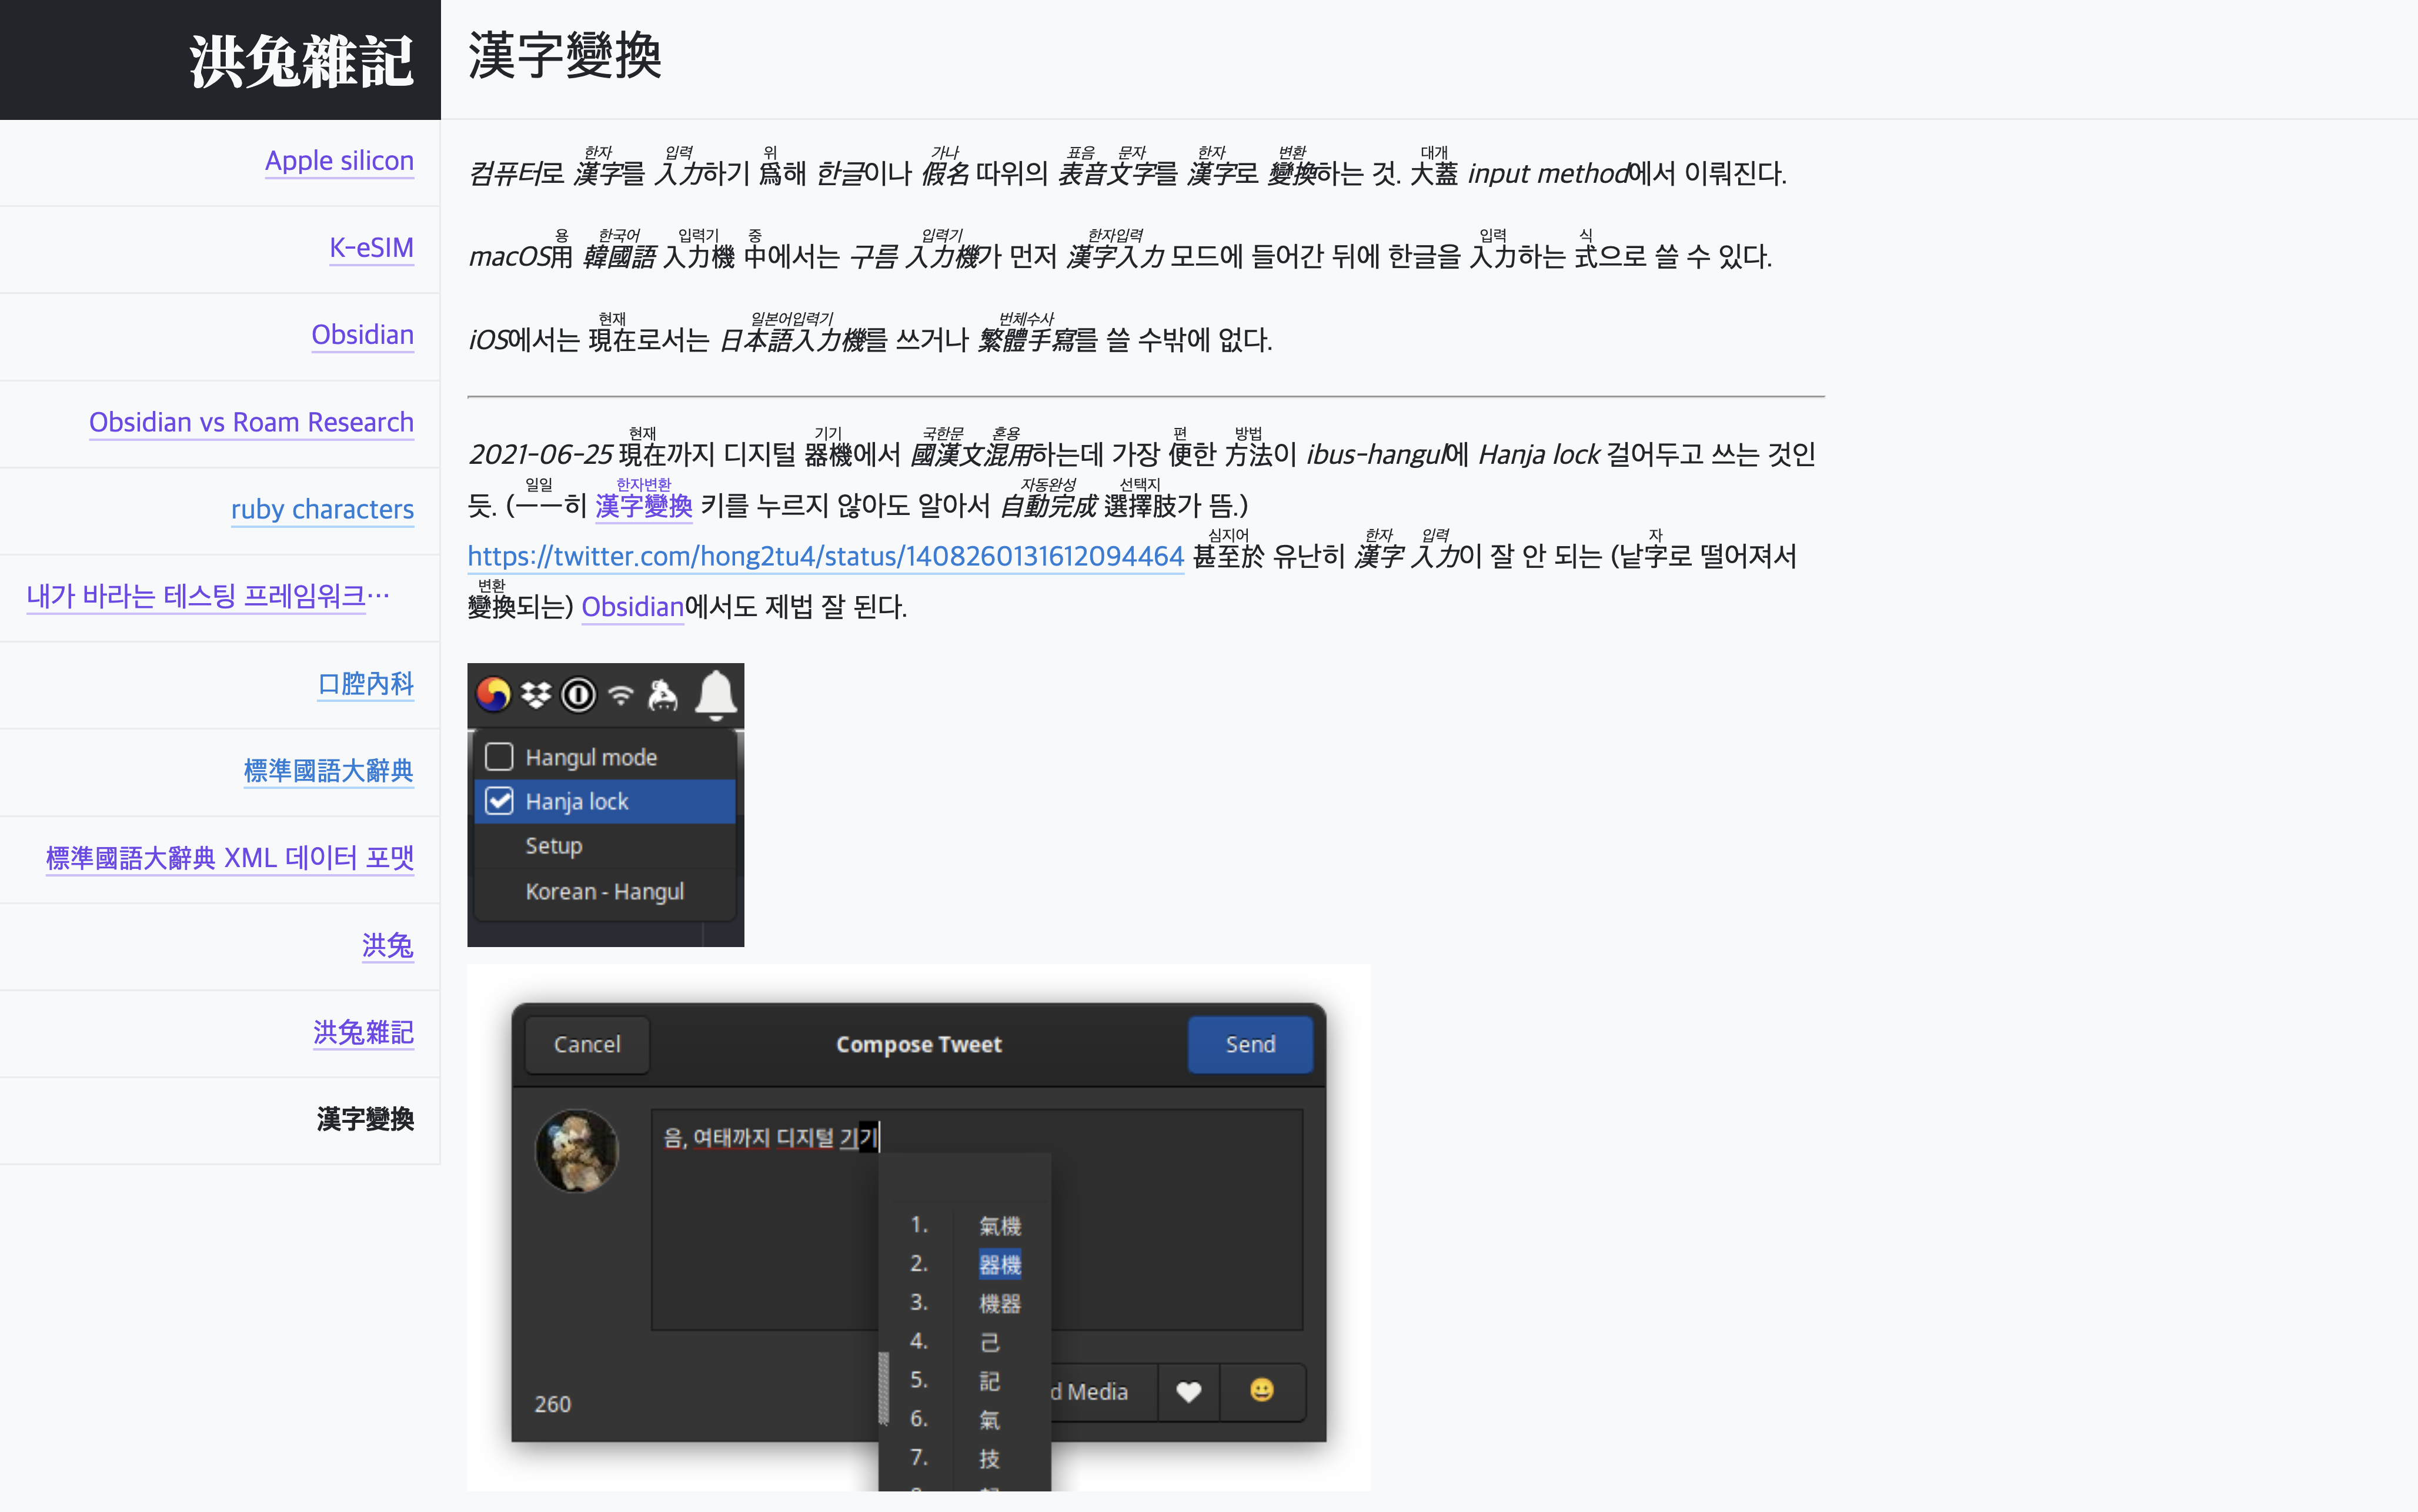 洪兔雜記
Apple silicon
K-eSIM
Obsidian
Obsidian vs Roam Research
ruby characters
내가 바라는 테스팅 프레임워크…
口腔內科
標準國語大辭典
標準國語大辭典 XML 데이터 포맷
洪兔
洪兔雜記
漢字變換
漢字變換
한자 입력 위 가나 표음 문자 한자 변환 대개
컴퓨터로 漢字를 入力하기 爲해 한글이나 假名 따위의 表音文字를 漢字로 變換하는 것. 大蓋 input method에서 이뤄진다.
용 한국어 입력기 중 입력기 한자입력 입력 식
macOS用 韓國語 入力機 中에서는 구름 入力機가 먼저 漢字入力 모드에 들어간 뒤에 한글을 入力하는 式으로 쓸 수 있다.
현재 일본어입력기 번체수사
iOS에서는 現在로서는 日本語入力機를 쓰거나 繁體手寫를 쓸 수밖에 없다.
현재 기기 국한문 혼용 편 방법
2021-06-25 現在까지 디지털 器機에서 國漢文混用하는데 가장 便한 方法이 ibus-hangul에 Hanja lock 걸어두고 쓰는 것인
일일 한자변환 자동완성 선택지
듯. (一一히 漢字變換 키를 누르지 않아도 알아서 自動完成 選擇肢가 뜸.)
심지어 한자 입력 자
https://twitter.com/hong2tu4/status/1408260131612094464 甚至於 유난히 漢字 入力이 잘 안 되는 (낱字로 떨어져서
변환
變換되는) Obsidian에서도 제법 잘 된다.
Hangul mode
Hanja lock
Setup
Korean - Hangul
Cancel Compose Tweet Send
음, 여태까지 디지털 기기
1. 氣機
2. 器機
3. 機器
4. 己
5. 記
6. 氣
7. 技
d Media
260